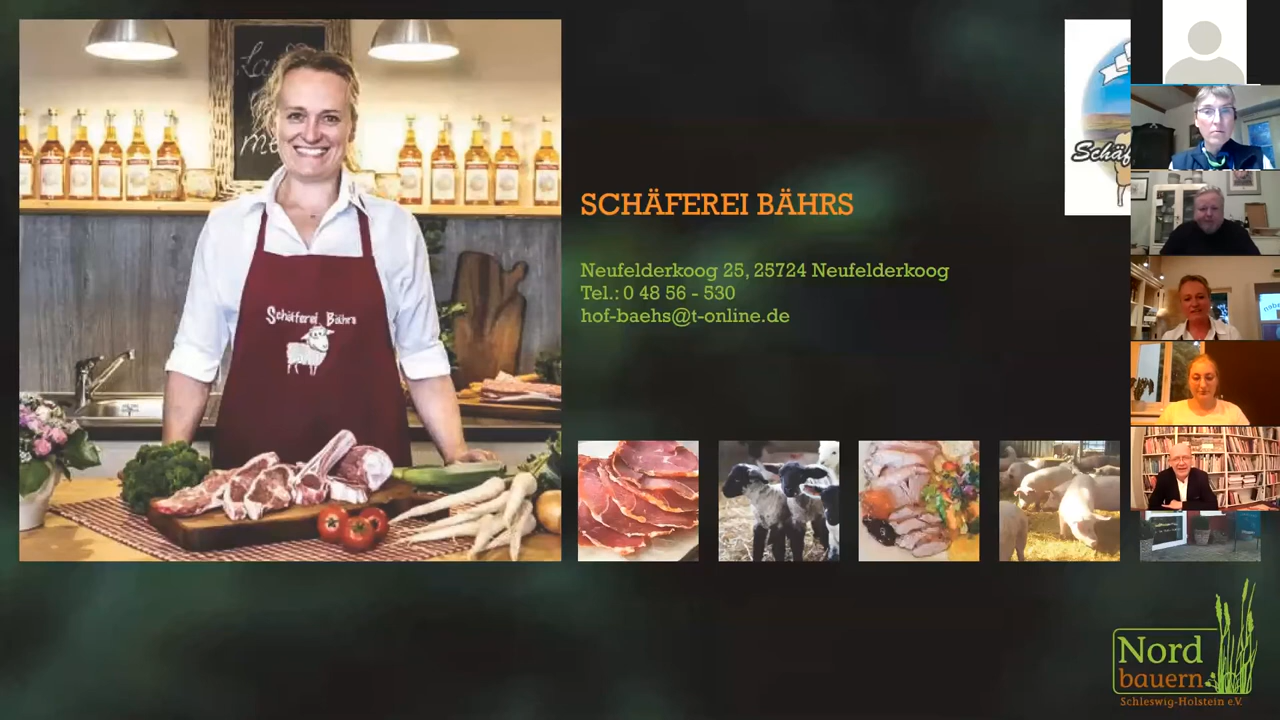 Schäferei Bährs
SCHÄFEREI BÄHRS
Neufelderkoog 25, 25724 Neufelderkoog
Tel.: 0 48 56 - 530
hof-baehs@t-online.de
Nord
bauern
Schleswig-Holstein e.V.